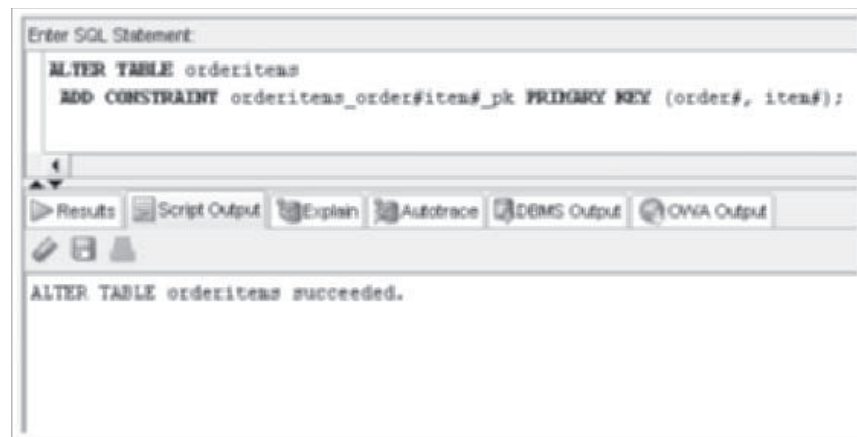 Enter SQL Statement:
ALTER TABLE orderitems
ADD CONSTRAINT orderitems_order#item#_pk PRIMARY KEY (order#, item#);
Results Script Output Explain Autotrace DBMS Output OWA Output
ALTER TABLE orderitems succeeded.